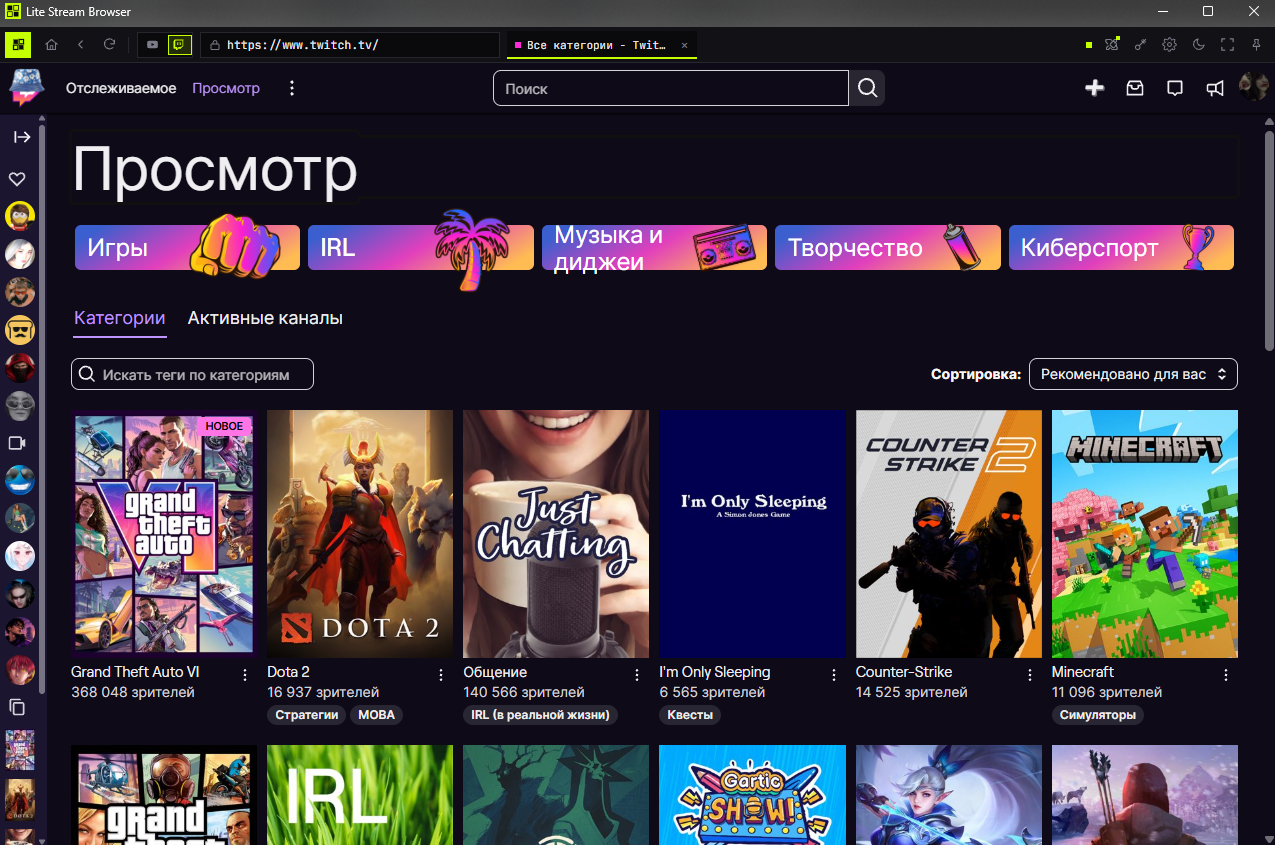 Lite Stream Browser
https://www.twitch.tv/
Все категории - Twit…
Отслеживаемое
Просмотр
Поиск
Просмотр
Игры
IRL
Музыка и
диджеи
Творчество
Киберспорт
Категории
Активные каналы
Искать теги по категориям
Сортировка:
Рекомендовано для вас
НОВОЕ
grand
theft
auto
VI
DOTA 2
Just
Chatting
I'm Only Sleeping
A Simon Jones Game
COUNTER
STRIKE 2
MINECRAFT
Grand Theft Auto VI
368 048 зрителей
Dota 2
16 937 зрителей
Стратегии
MOBA
Общение
140 566 зрителей
IRL (в реальной жизни)
I'm Only Sleeping
6 565 зрителей
Квесты
Counter-Strike
14 525 зрителей
Minecraft
11 096 зрителей
Симуляторы
grand
IRL
Gartic
SHOW!